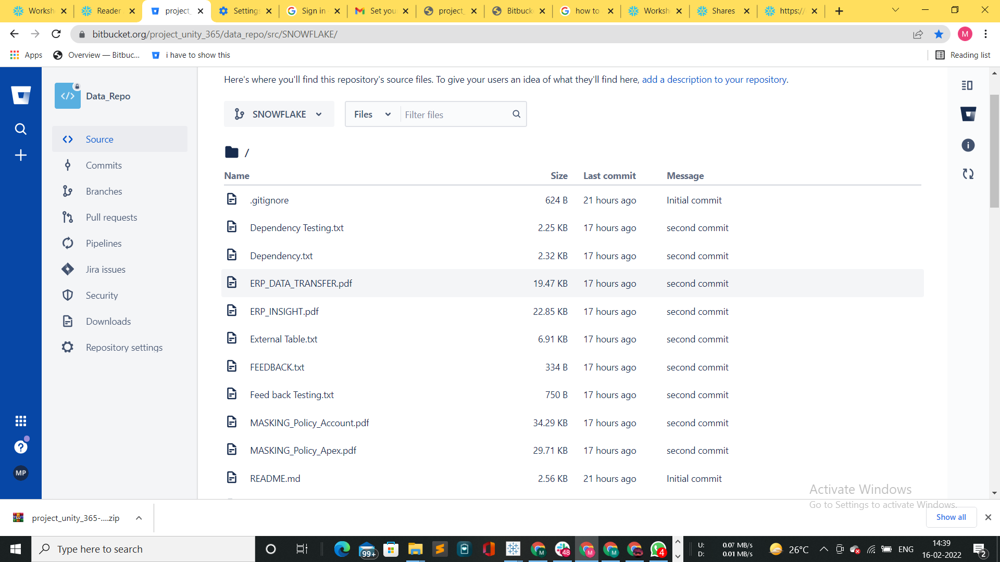 Worksh
Reader
project_
Settings
Sign in -
Set you
project_
Bitbuck
how to
Worksh
Shares
https://
bitbucket.org/project_unity_365/data_repo/src/SNOWFLAKE/
M
Apps
Overview — Bitbuc...
i have to show this
Reading list
Data_Repo
Source
Commits
Branches
Pull requests
Pipelines
Jira issues
Security
Downloads
Repository settings
MP
Here's where you'll find this repository's source files. To give your users an idea of what they'll find here, add a description to your repository.
SNOWFLAKE
Files
Filter files
/
Name Size Last commit Message
.gitignore 624 B 21 hours ago Initial commit
Dependency Testing.txt 2.25 KB 17 hours ago second commit
Dependency.txt 2.32 KB 17 hours ago second commit
ERP_DATA_TRANSFER.pdf 19.47 KB 17 hours ago second commit
ERP_INSIGHT.pdf 22.85 KB 17 hours ago second commit
External Table.txt 6.91 KB 17 hours ago second commit
FEEDBACK.txt 334 B 17 hours ago second commit
Feed back Testing.txt 750 B 17 hours ago second commit
MASKING_Policy_Account.pdf 34.29 KB 17 hours ago second commit
MASKING_Policy_Apex.pdf 29.71 KB 17 hours ago second commit
README.md 2.56 KB 21 hours ago Initial commit
Activate Windows
Go to Settings to activate Windows.
project_unity_365-....zip
Show all
Type here to search
99+
48
4
U: 0.07 MB/s
D: 0.01 MB/s
26°C
ENG
14:39
16-02-2022
2